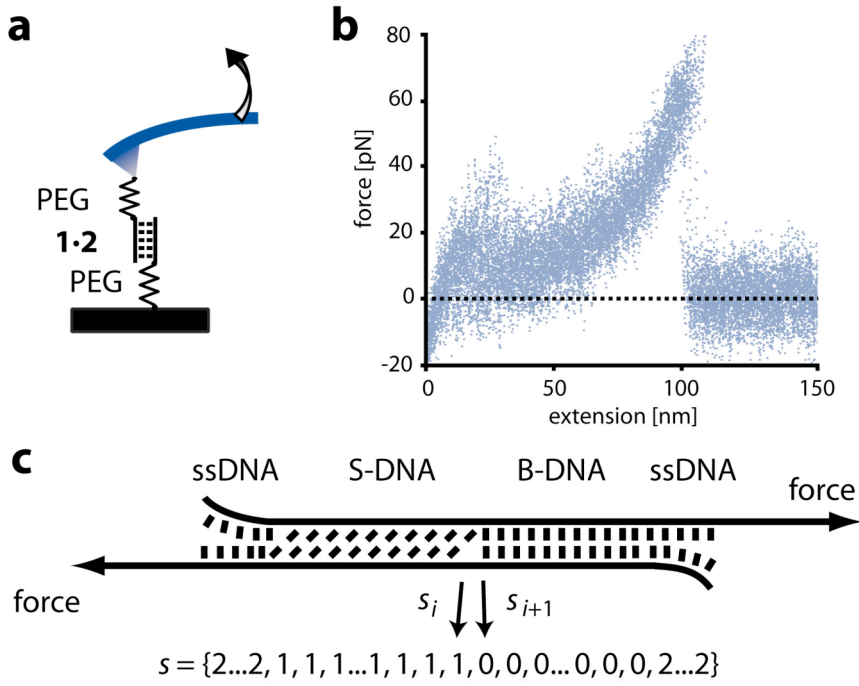 a
PEG
1·2
PEG
b
80
60
40
20
0
-20
force [pN]
0
50
100
150
extension [nm]
c
ssDNA S-DNA B-DNA ssDNA
force
force
s_i s_{i+1}
s = {2...2, 1, 1, 1...1, 1, 1, 1, 1, 0, 0, 0... 0, 0, 0, 2...2}